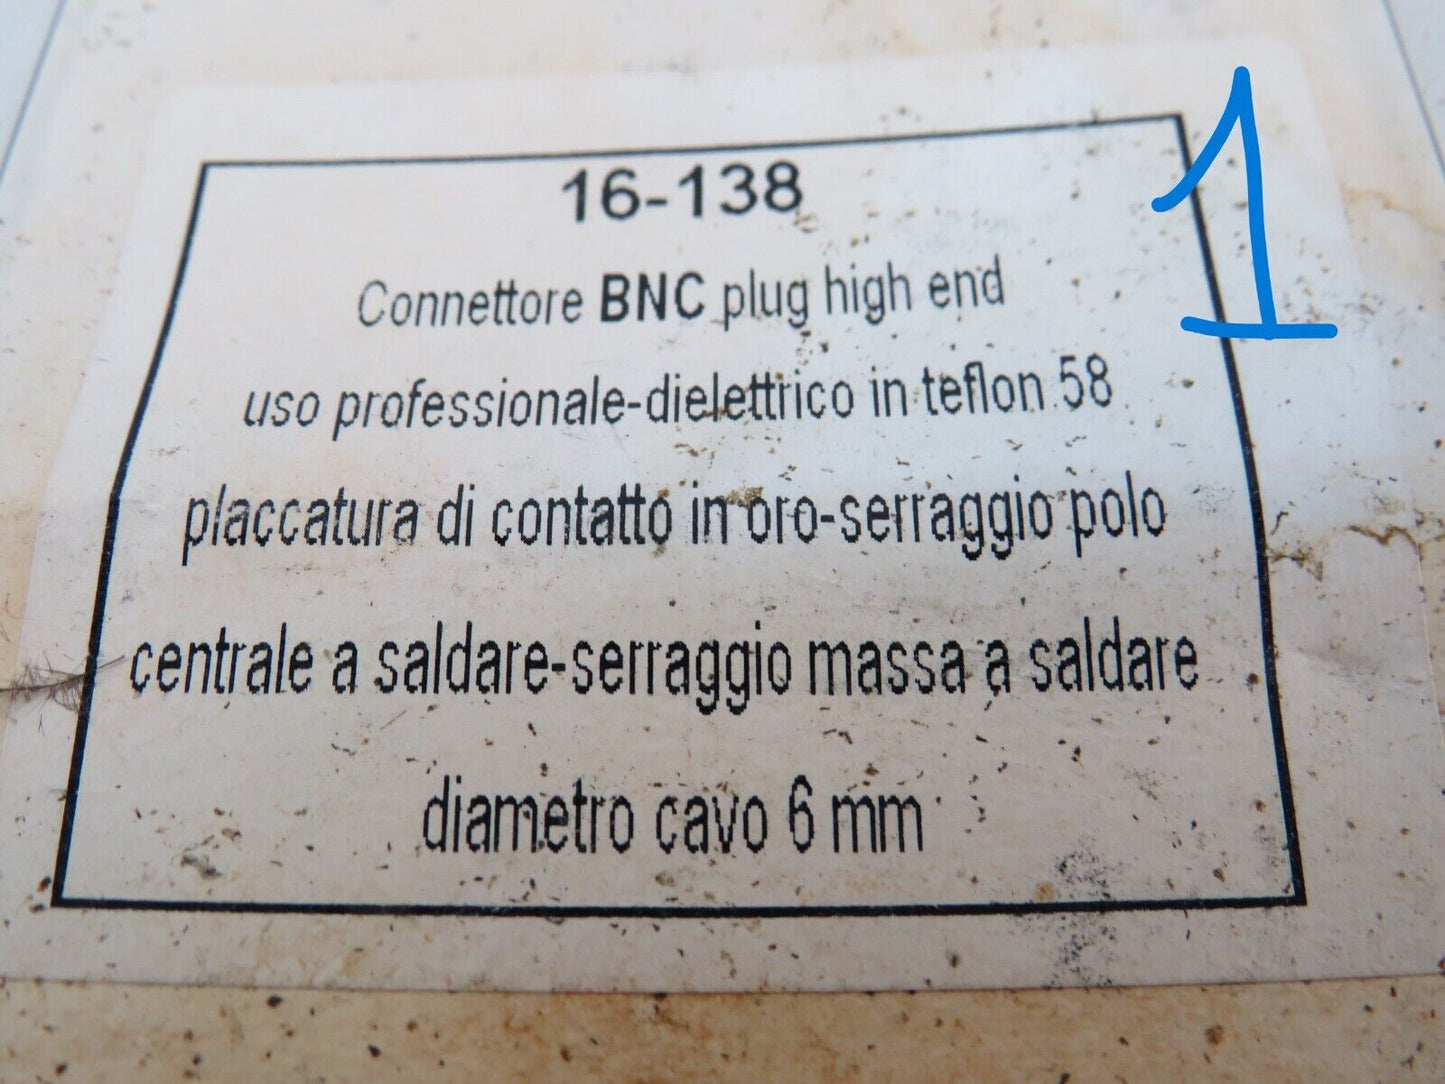 16-138
1
Connettore BNC plug high end
uso professionale-dielettrico in teflon 58
placcatura di contatto in oro-serraggio polo
centrale a saldare-serraggio massa a saldare
diametro cavo 6 mm